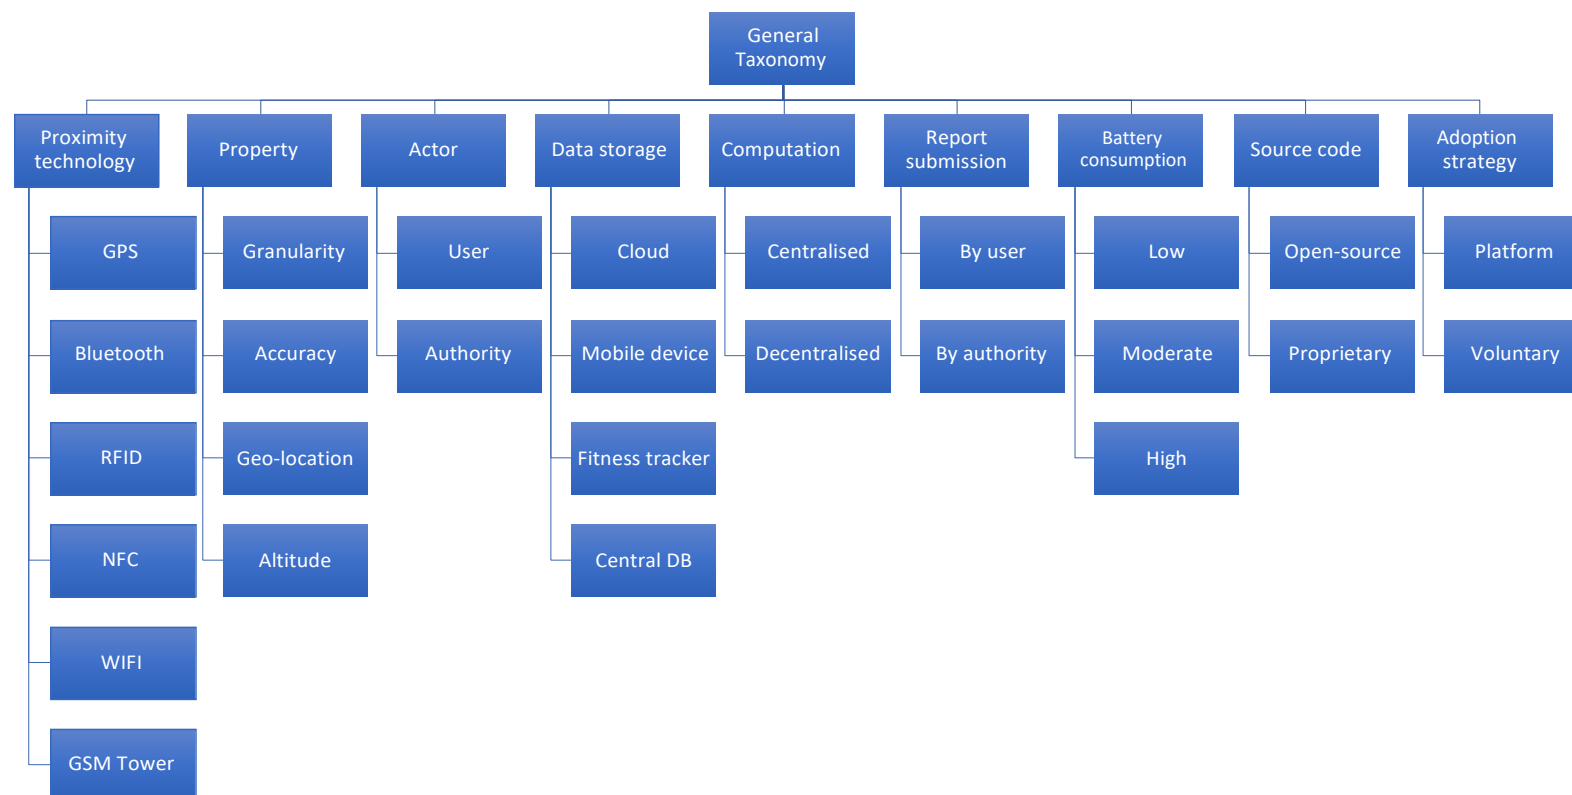 General
Taxonomy
Proximity
technology
Property
Actor
Data storage
Computation
Report
submission
Battery
consumption
Source code
Adoption
strategy
GPS
Granularity
User
Cloud
Centralised
By user
Low
Open-source
Platform
Bluetooth
Accuracy
Authority
Mobile device
Decentralised
By authority
Moderate
Proprietary
Voluntary
RFID
Geo-location
Fitness tracker
High
NFC
Altitude
Central DB
WIFI
GSM Tower